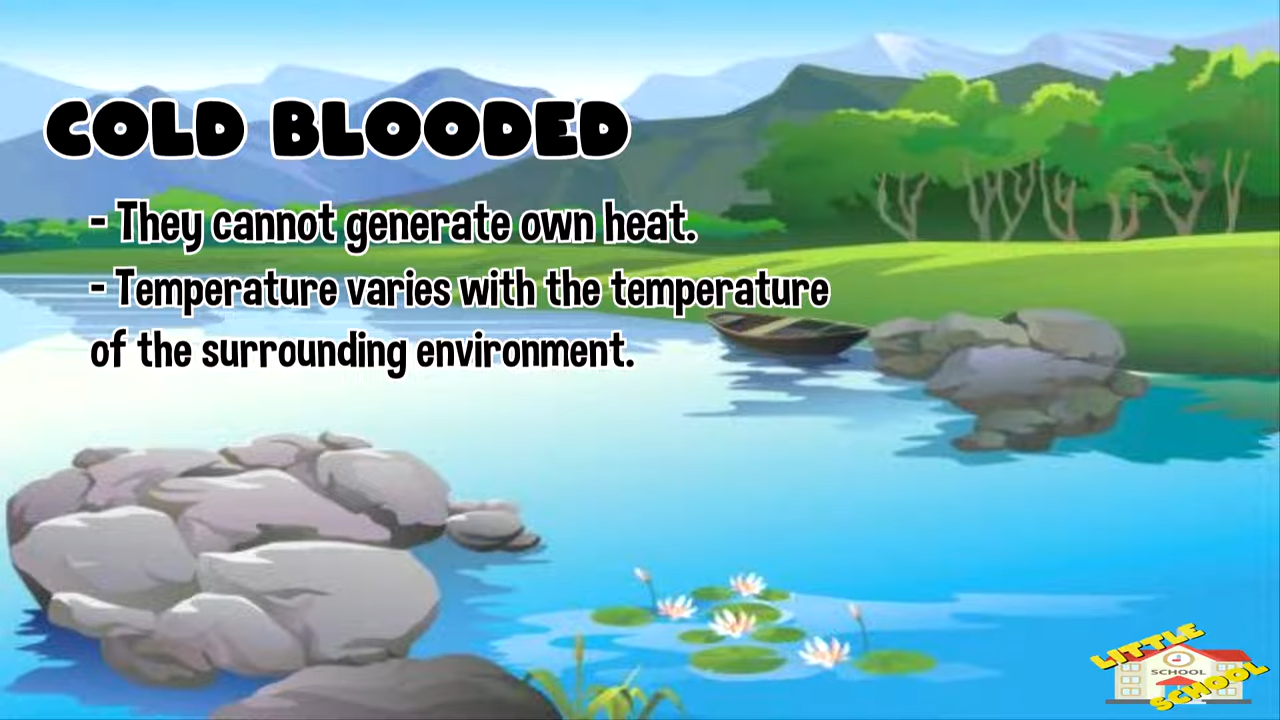 COLD BLOODED
- They cannot generate own heat.
- Temperature varies with the temperature
of the surrounding environment.
LITTLE
SCHOOL
SCHOOL